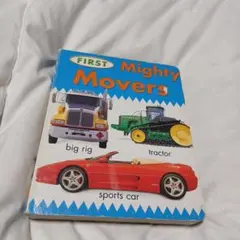 FIRST
Mighty
Movers
big rig
tractor
sports car